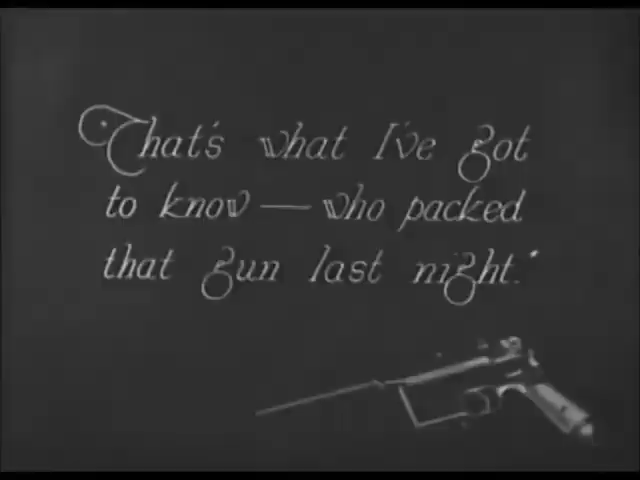 "That's what I've got
to know — who packed
that gun last night."